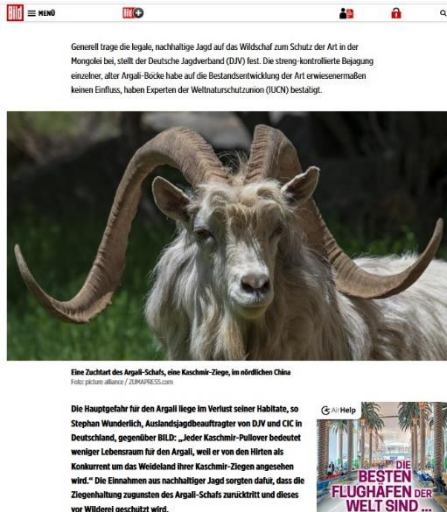 Bild MENÜ Bild
Generell trage die legale, nachhaltige Jagd auf das Wildschaf zum Schutz der Art in der
Mongolei bei, stellt der Deutsche Jagdverband (DJV) fest. Die streng-kontrollierte Bejagung
einzelner, alter Argali-Böcke habe auf die Bestandsentwicklung der Art erwiesenermaßen
keinen Einfluss, haben Experten der Weltnaturschutzunion (IUCN) bestätigt.
Eine Zuchtart des Argali-Schafs, eine Kaschmir-Ziege, im nördlichen China
Foto: picture alliance / ZUMAPRESS.com
Die Hauptgefahr für den Argali liege im Verlust seiner Habitate, so
Stephan Wunderlich, Auslandsjagdbeauftragter von DJV und CIC in
Deutschland, gegenüber BILD: „Jeder Kaschmir-Pullover bedeutet
weniger Lebensraum für den Argali, weil er von den Hirten als
Konkurrent um das Weideland ihrer Kaschmir-Ziegen angesehen
wird." Die Einnahmen aus nachhaltiger Jagd sorgten dafür, dass die
Ziegenhaltung zugunsten des Argali-Schafs zurücktritt und dieses
vor Wilderei geschützt wird.
AirHelp
DIE
BESTEN
FLUGHÄFEN DER
WELT SIND ...